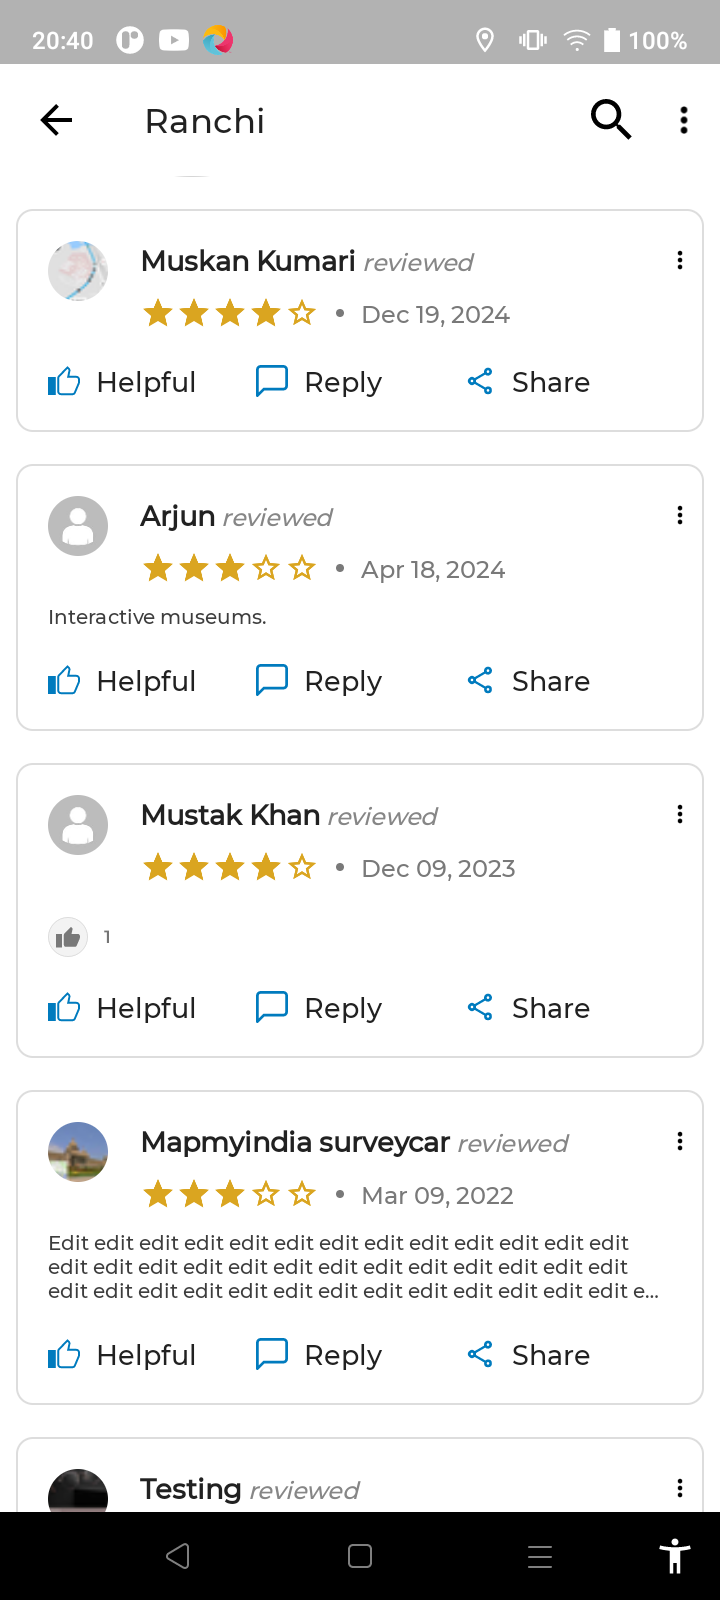 20:40
100%
Ranchi
Muskan Kumari reviewed
• Dec 19, 2024
Helpful Reply Share
Arjun reviewed
• Apr 18, 2024
Interactive museums.
Helpful Reply Share
Mustak Khan reviewed
• Dec 09, 2023
1
Helpful Reply Share
Mapmyindia surveycar reviewed
• Mar 09, 2022
Edit edit edit edit edit edit edit edit edit edit edit edit edit
edit edit edit edit edit edit edit edit edit edit edit edit edit
edit edit edit edit edit edit edit edit edit edit edit edit edit e...
Helpful Reply Share
Testing reviewed